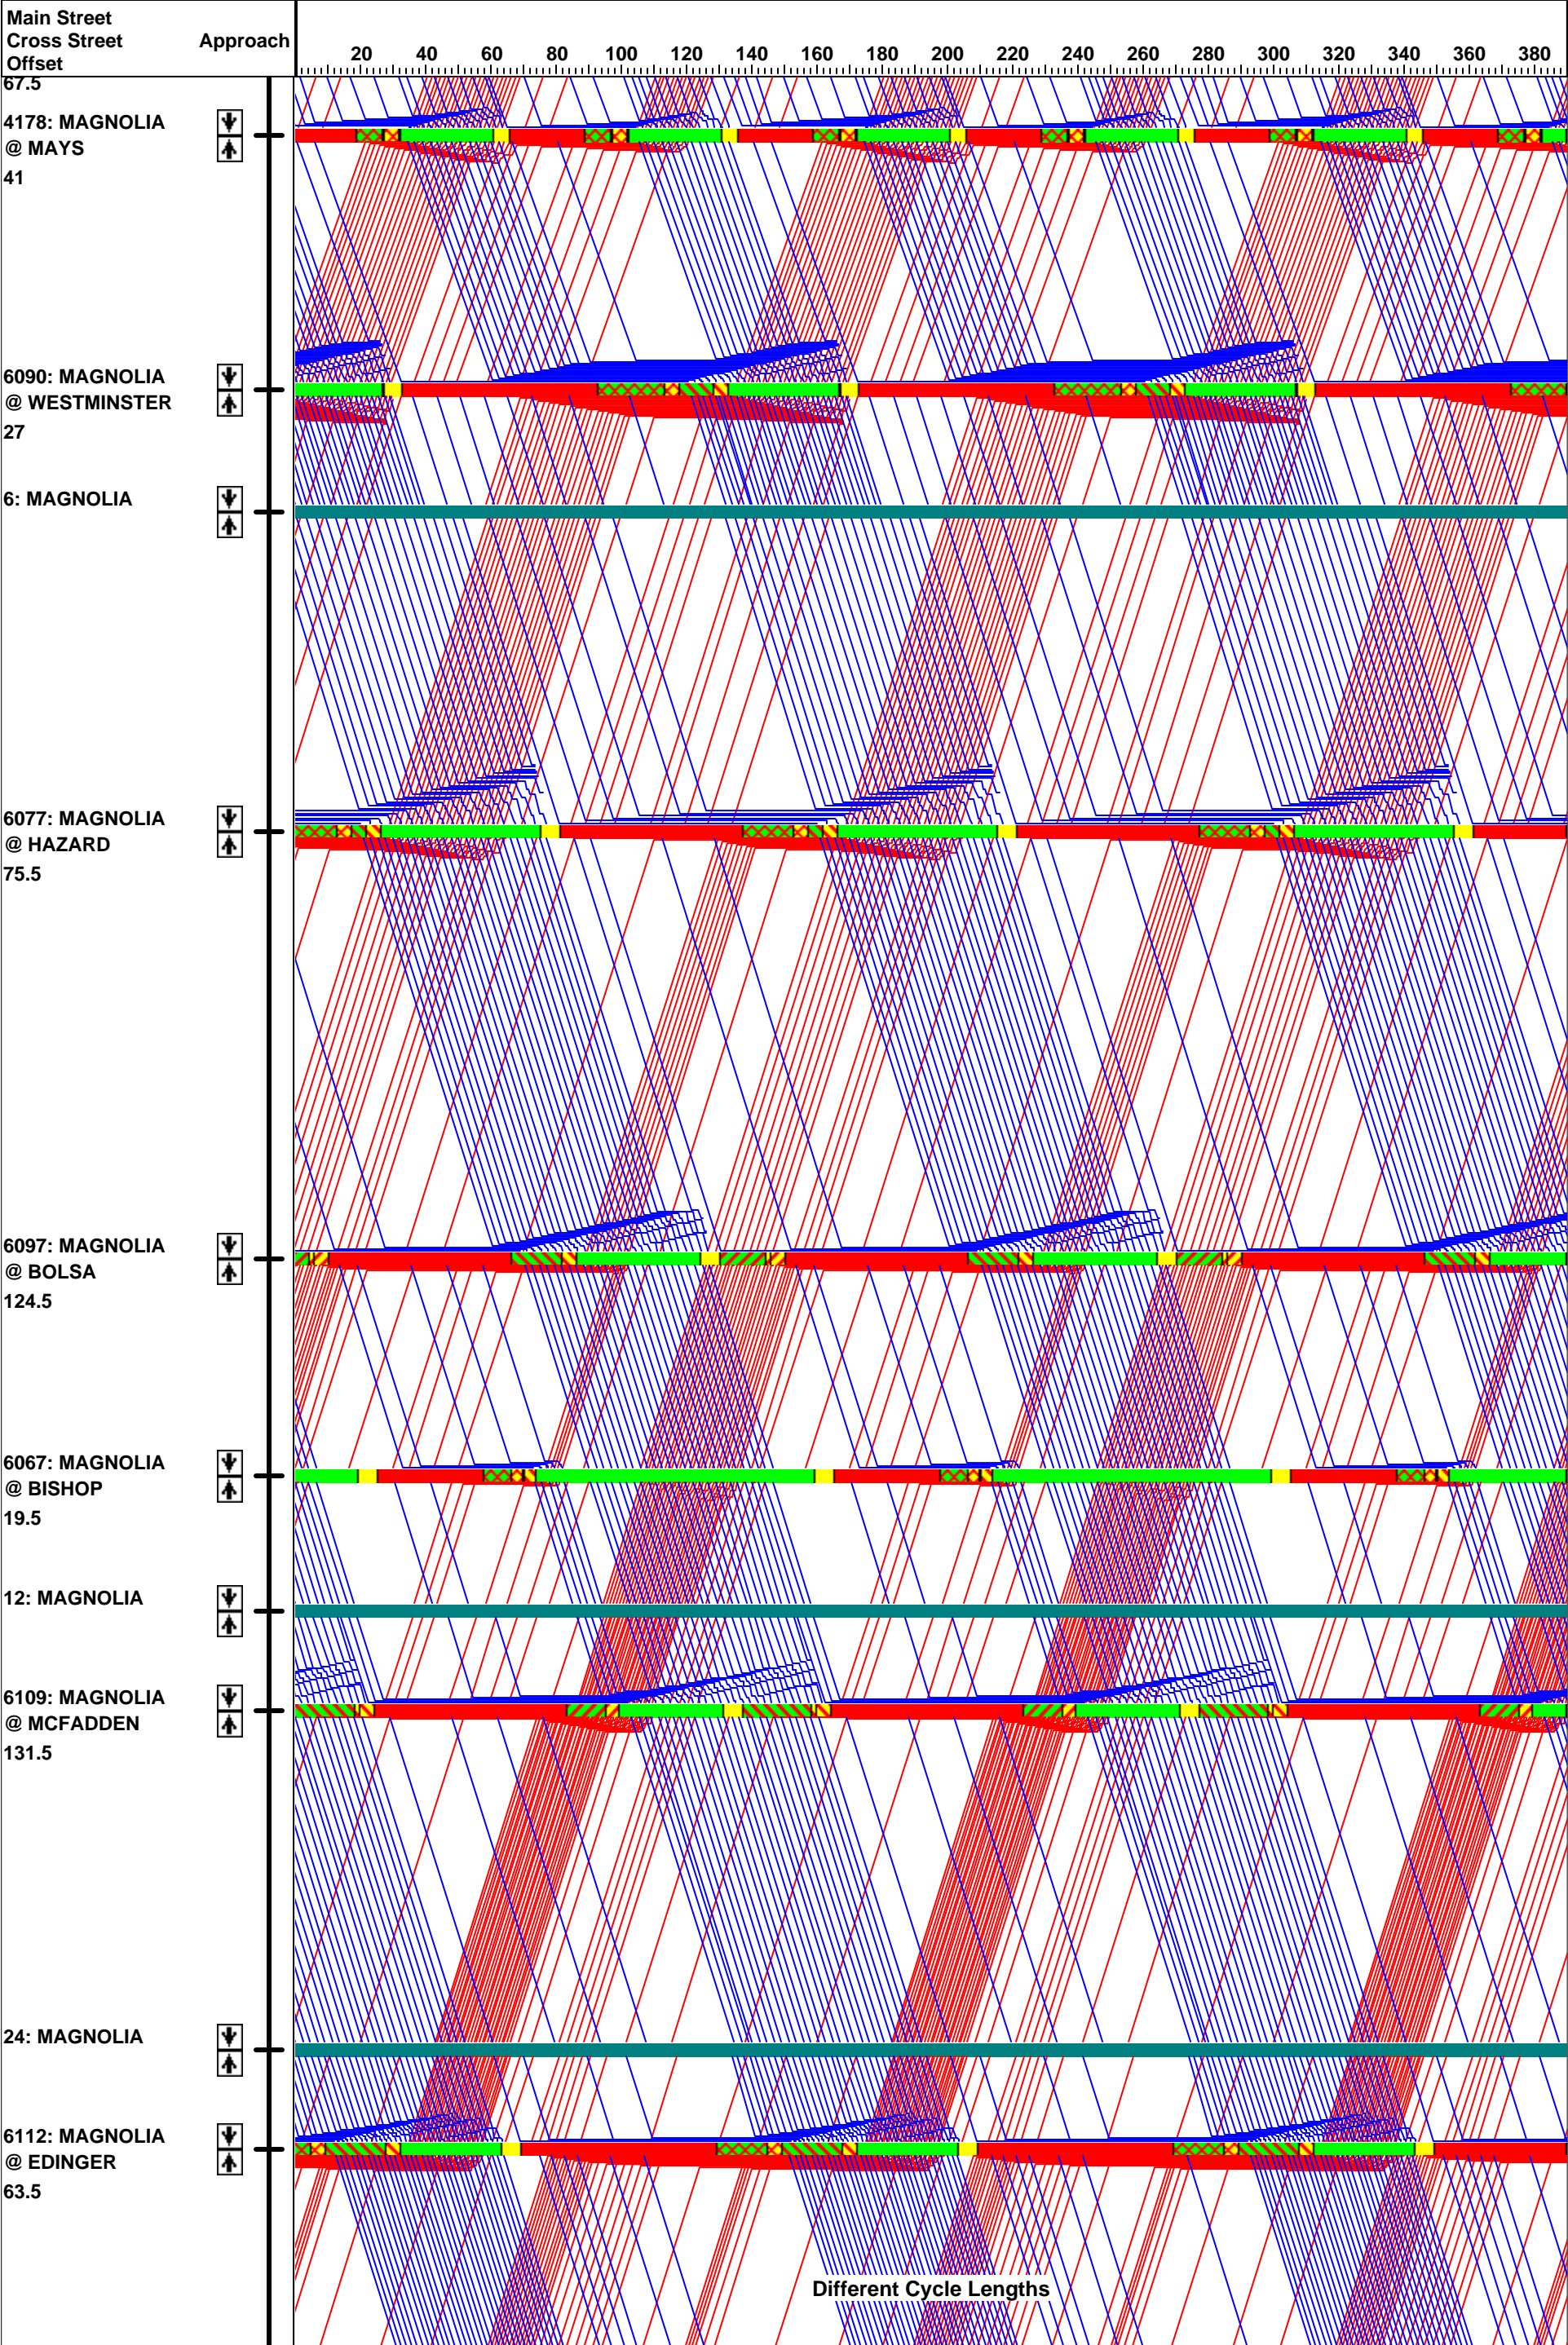 Main Street
Cross Street Approach
Offset
20 40 60 80 100 120 140 160 180 200 220 240 260 280 300 320 340 360 380
67.5
4178: MAGNOLIA
@ MAYS
41
6090: MAGNOLIA
@ WESTMINSTER
27
6: MAGNOLIA
6077: MAGNOLIA
@ HAZARD
75.5
6097: MAGNOLIA
@ BOLSA
124.5
6067: MAGNOLIA
@ BISHOP
19.5
12: MAGNOLIA
6109: MAGNOLIA
@ MCFADDEN
131.5
24: MAGNOLIA
6112: MAGNOLIA
@ EDINGER
63.5
Different Cycle Lengths